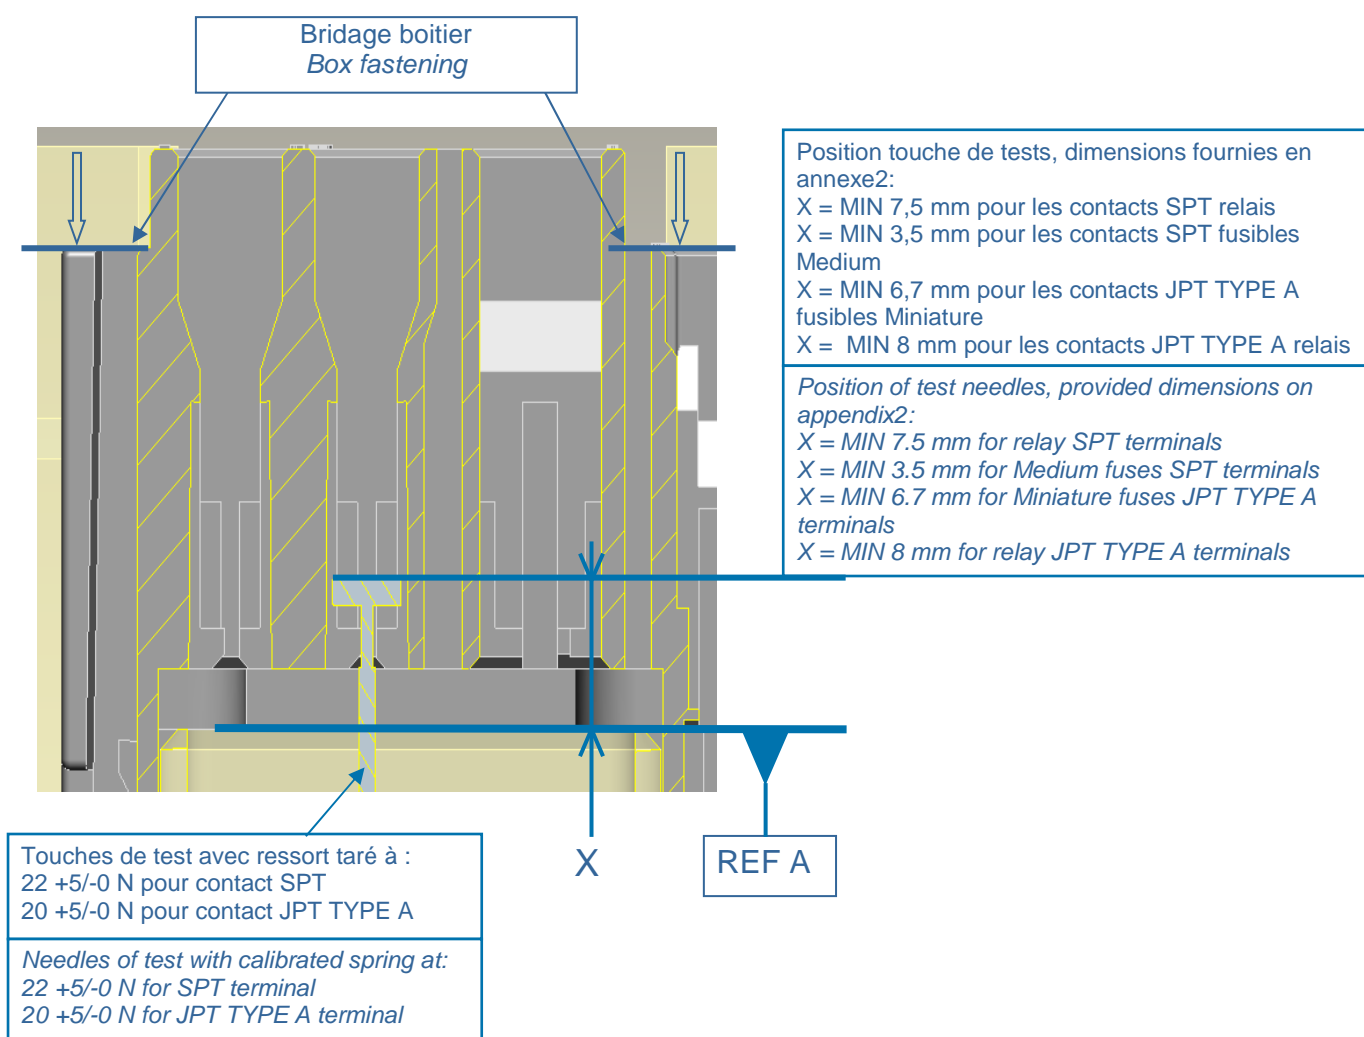 Bridage boitier
Box fastening
Position touche de tests, dimensions fournies en
annexe2:
X = MIN 7,5 mm pour les contacts SPT relais
X = MIN 3,5 mm pour les contacts SPT fusibles
Medium
X = MIN 6,7 mm pour les contacts JPT TYPE A
fusibles Miniature
X =  MIN 8 mm pour les contacts JPT TYPE A relais
Position of test needles, provided dimensions on
appendix2:
X = MIN 7.5 mm for relay SPT terminals
X = MIN 3.5 mm for Medium fuses SPT terminals
X = MIN 6.7 mm for Miniature fuses JPT TYPE A
terminals
X = MIN 8 mm for relay JPT TYPE A terminals
X
REF A
Touches de test avec ressort taré à :
22 +5/-0 N pour contact SPT
20 +5/-0 N pour contact JPT TYPE A
Needles of test with calibrated spring at:
22 +5/-0 N for SPT terminal
20 +5/-0 N for JPT TYPE A terminal